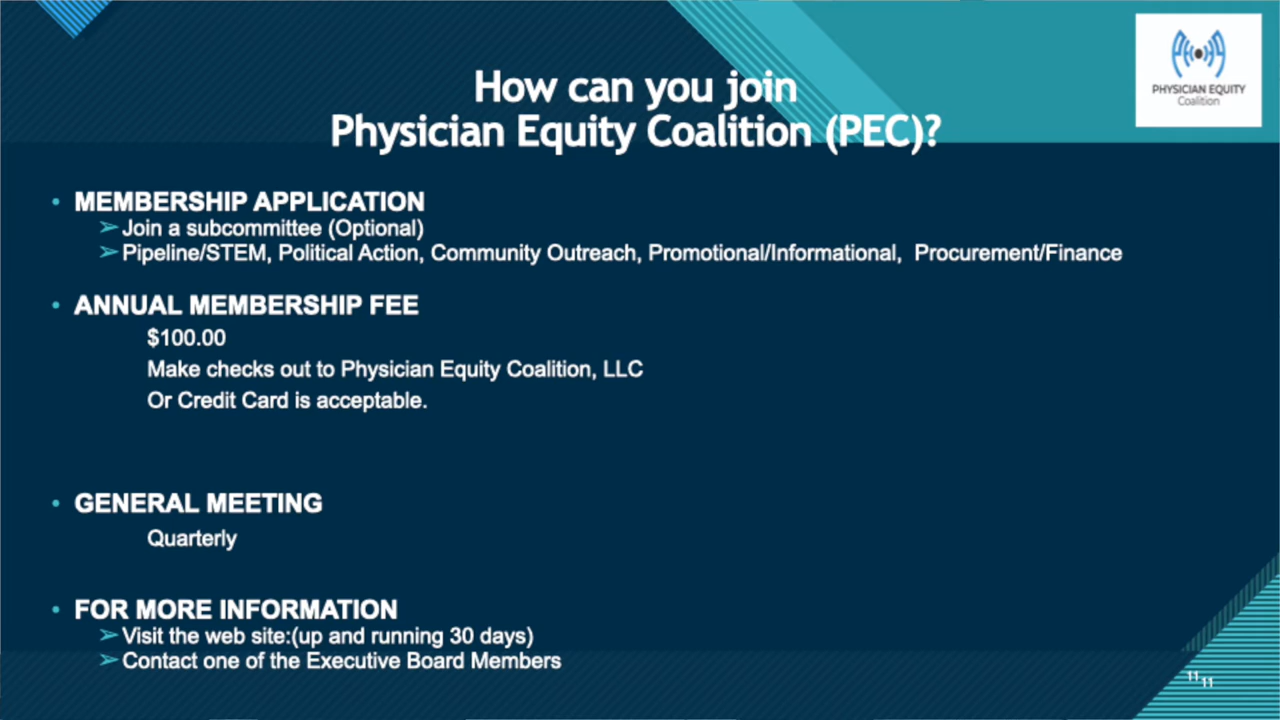 PHYSICIAN EQUITY
Coalition
How can you join
Physician Equity Coalition (PEC)?
• MEMBERSHIP APPLICATION
➢Join a subcommittee (Optional)
➢Pipeline/STEM, Political Action, Community Outreach, Promotional/Informational, Procurement/Finance
• ANNUAL MEMBERSHIP FEE
$100.00
Make checks out to Physician Equity Coalition, LLC
Or Credit Card is acceptable.
• GENERAL MEETING
Quarterly
• FOR MORE INFORMATION
➢Visit the web site:(up and running 30 days)
➢Contact one of the Executive Board Members
11
11